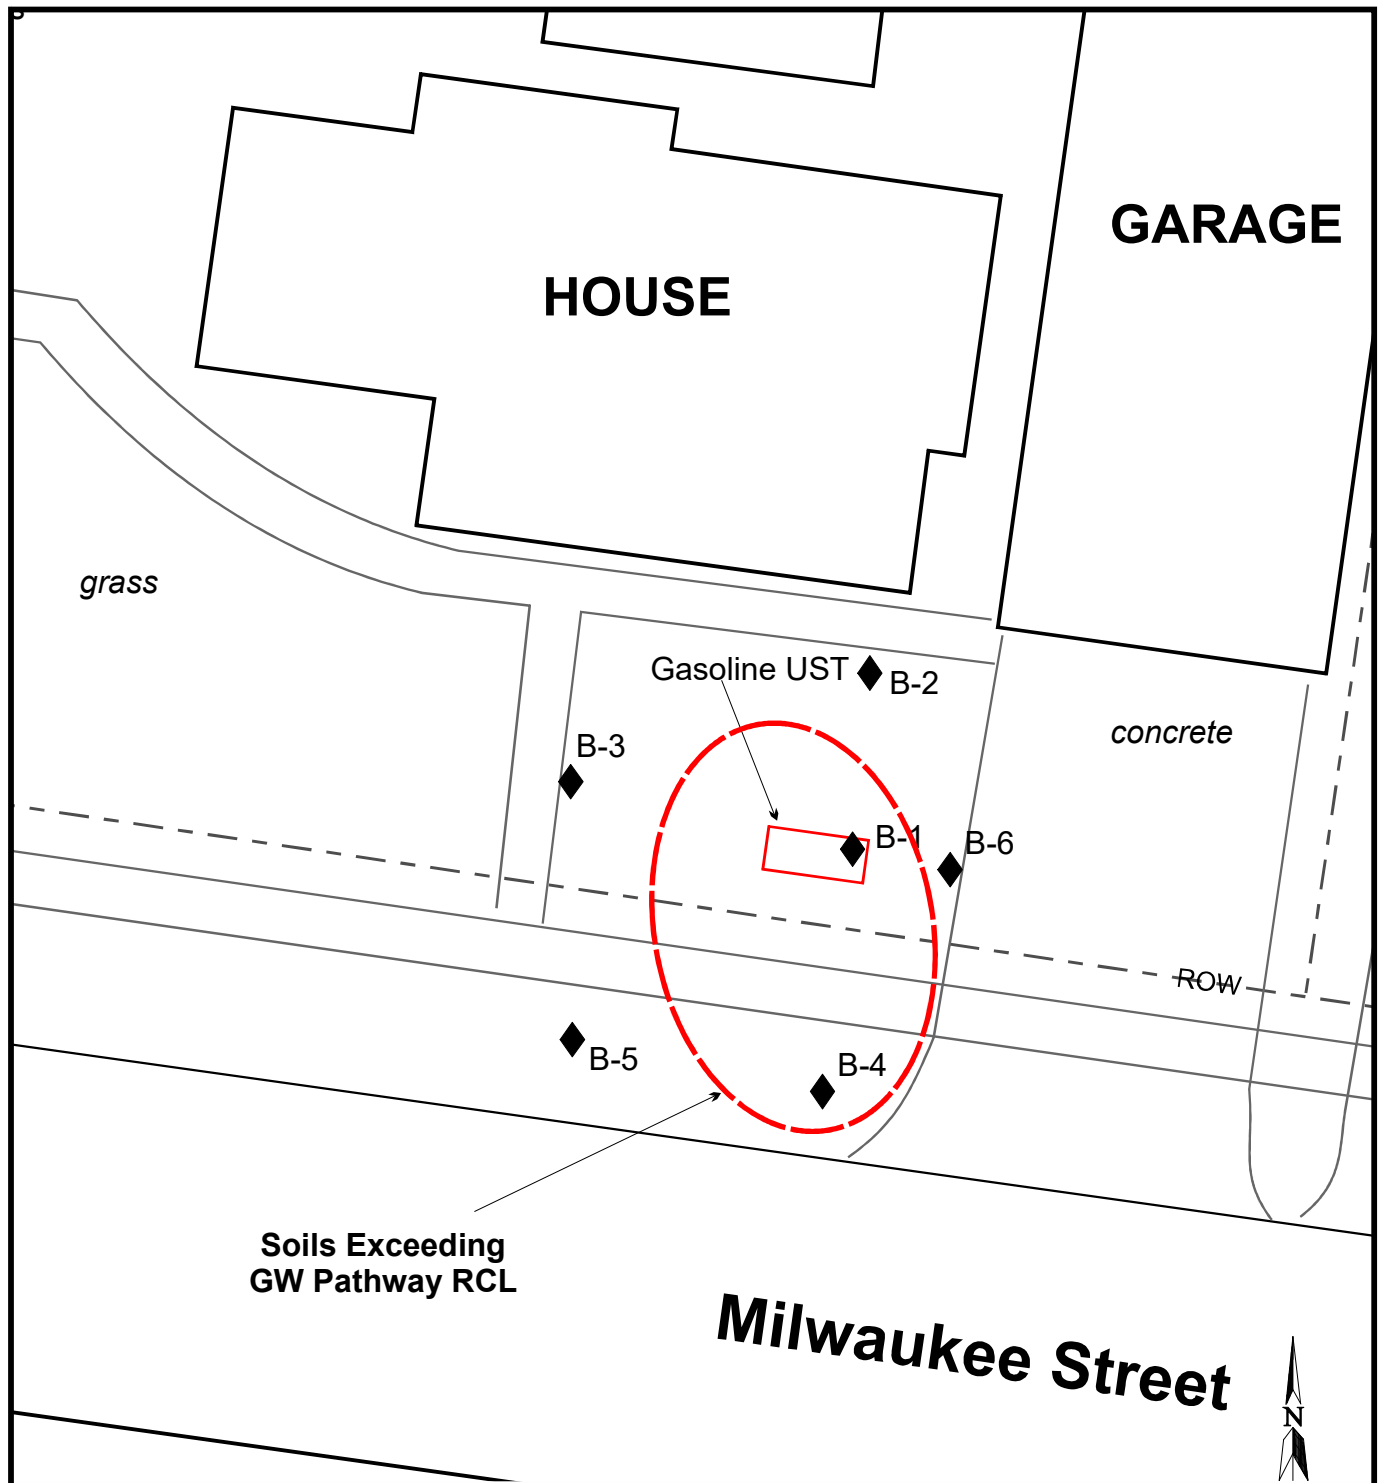 HOUSE
GARAGE
grass
Gasoline UST
B-2
B-3
concrete
B-1
B-6
ROW
B-5
B-4
Soils Exceeding
GW Pathway RCL
Milwaukee Street
N